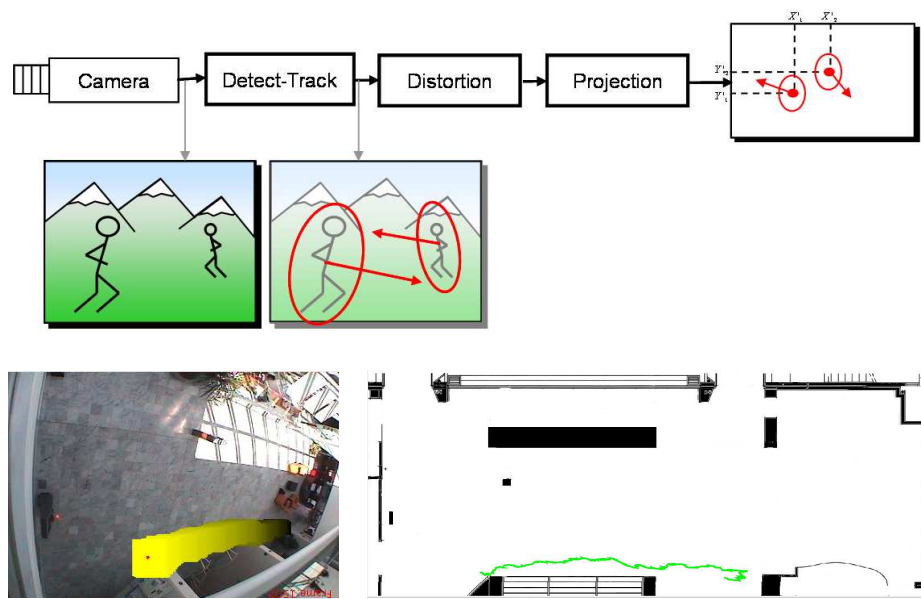 X'₁ X'₂
Camera
Detect-Track
Distortion
Projection
Y'₂
Y'₁